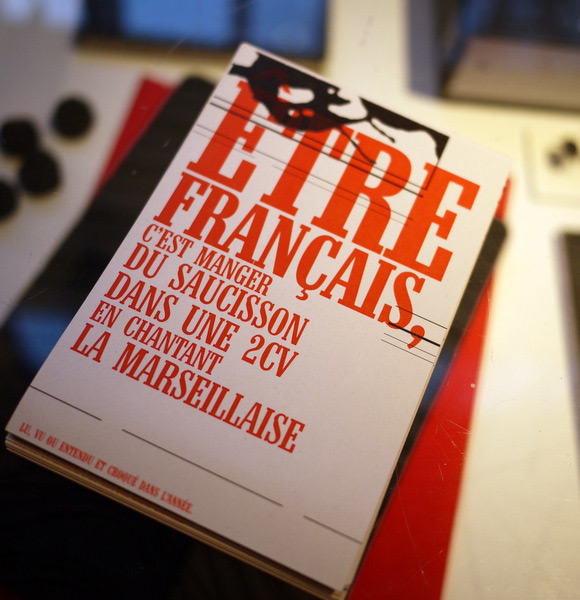 ÊTRE
FRANÇAIS,
C'EST MANGER
DU SAUCISSON
DANS UNE 2CV
EN CHANTANT
LA MARSEILLAISE
LU, VU OU ENTENDU ET CROQUÉ DANS L'ANNÉE.